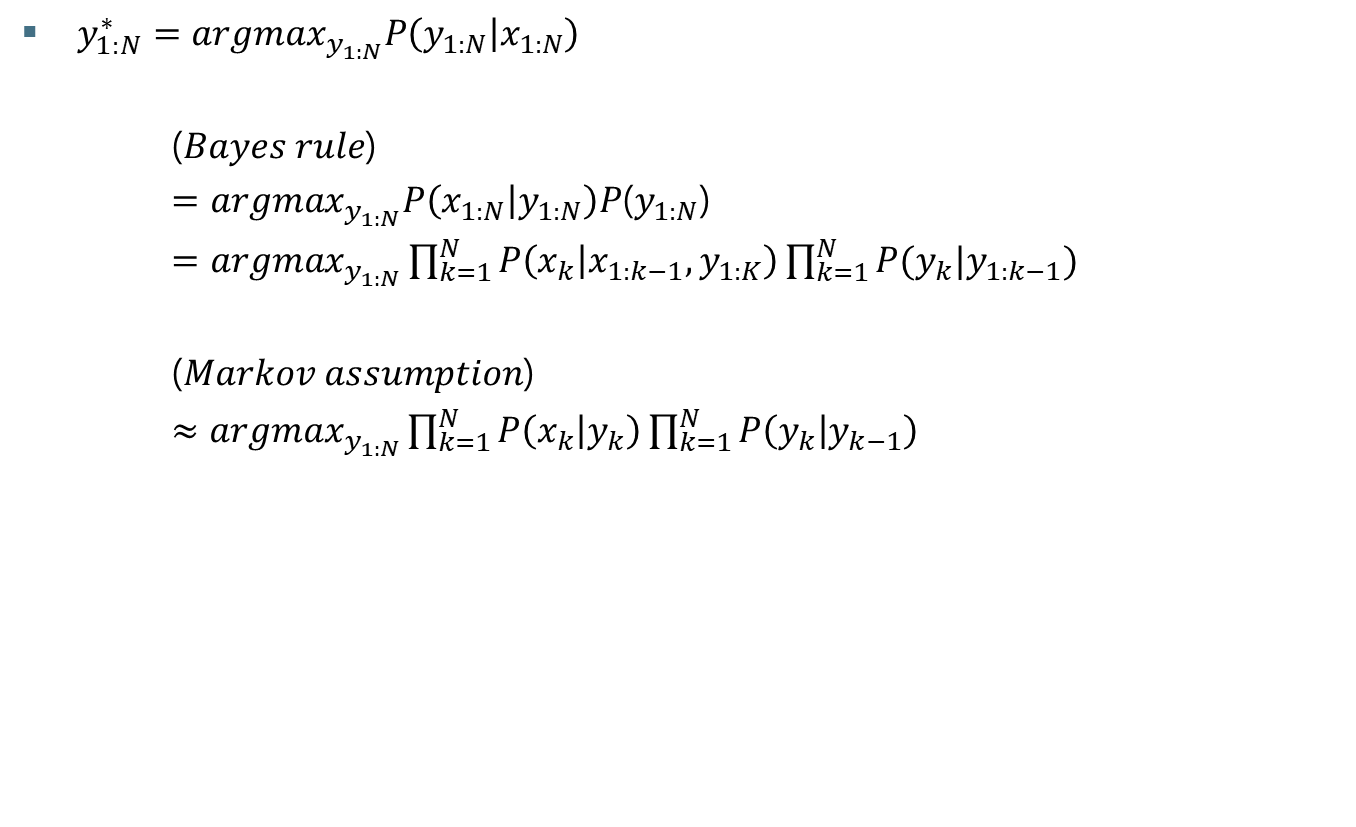 ▪ y*_{1:N} = argmax_{y_{1:N}} P(y_{1:N}|x_{1:N})
(Bayes rule)
= argmax_{y_{1:N}} P(x_{1:N}|y_{1:N})P(y_{1:N})
= argmax_{y_{1:N}} ∏_{k=1}^{N} P(x_k|x_{1:k−1}, y_{1:K}) ∏_{k=1}^{N} P(y_k|y_{1:k−1})
(Markov assumption)
≈ argmax_{y_{1:N}} ∏_{k=1}^{N} P(x_k|y_k) ∏_{k=1}^{N} P(y_k|y_{k−1})